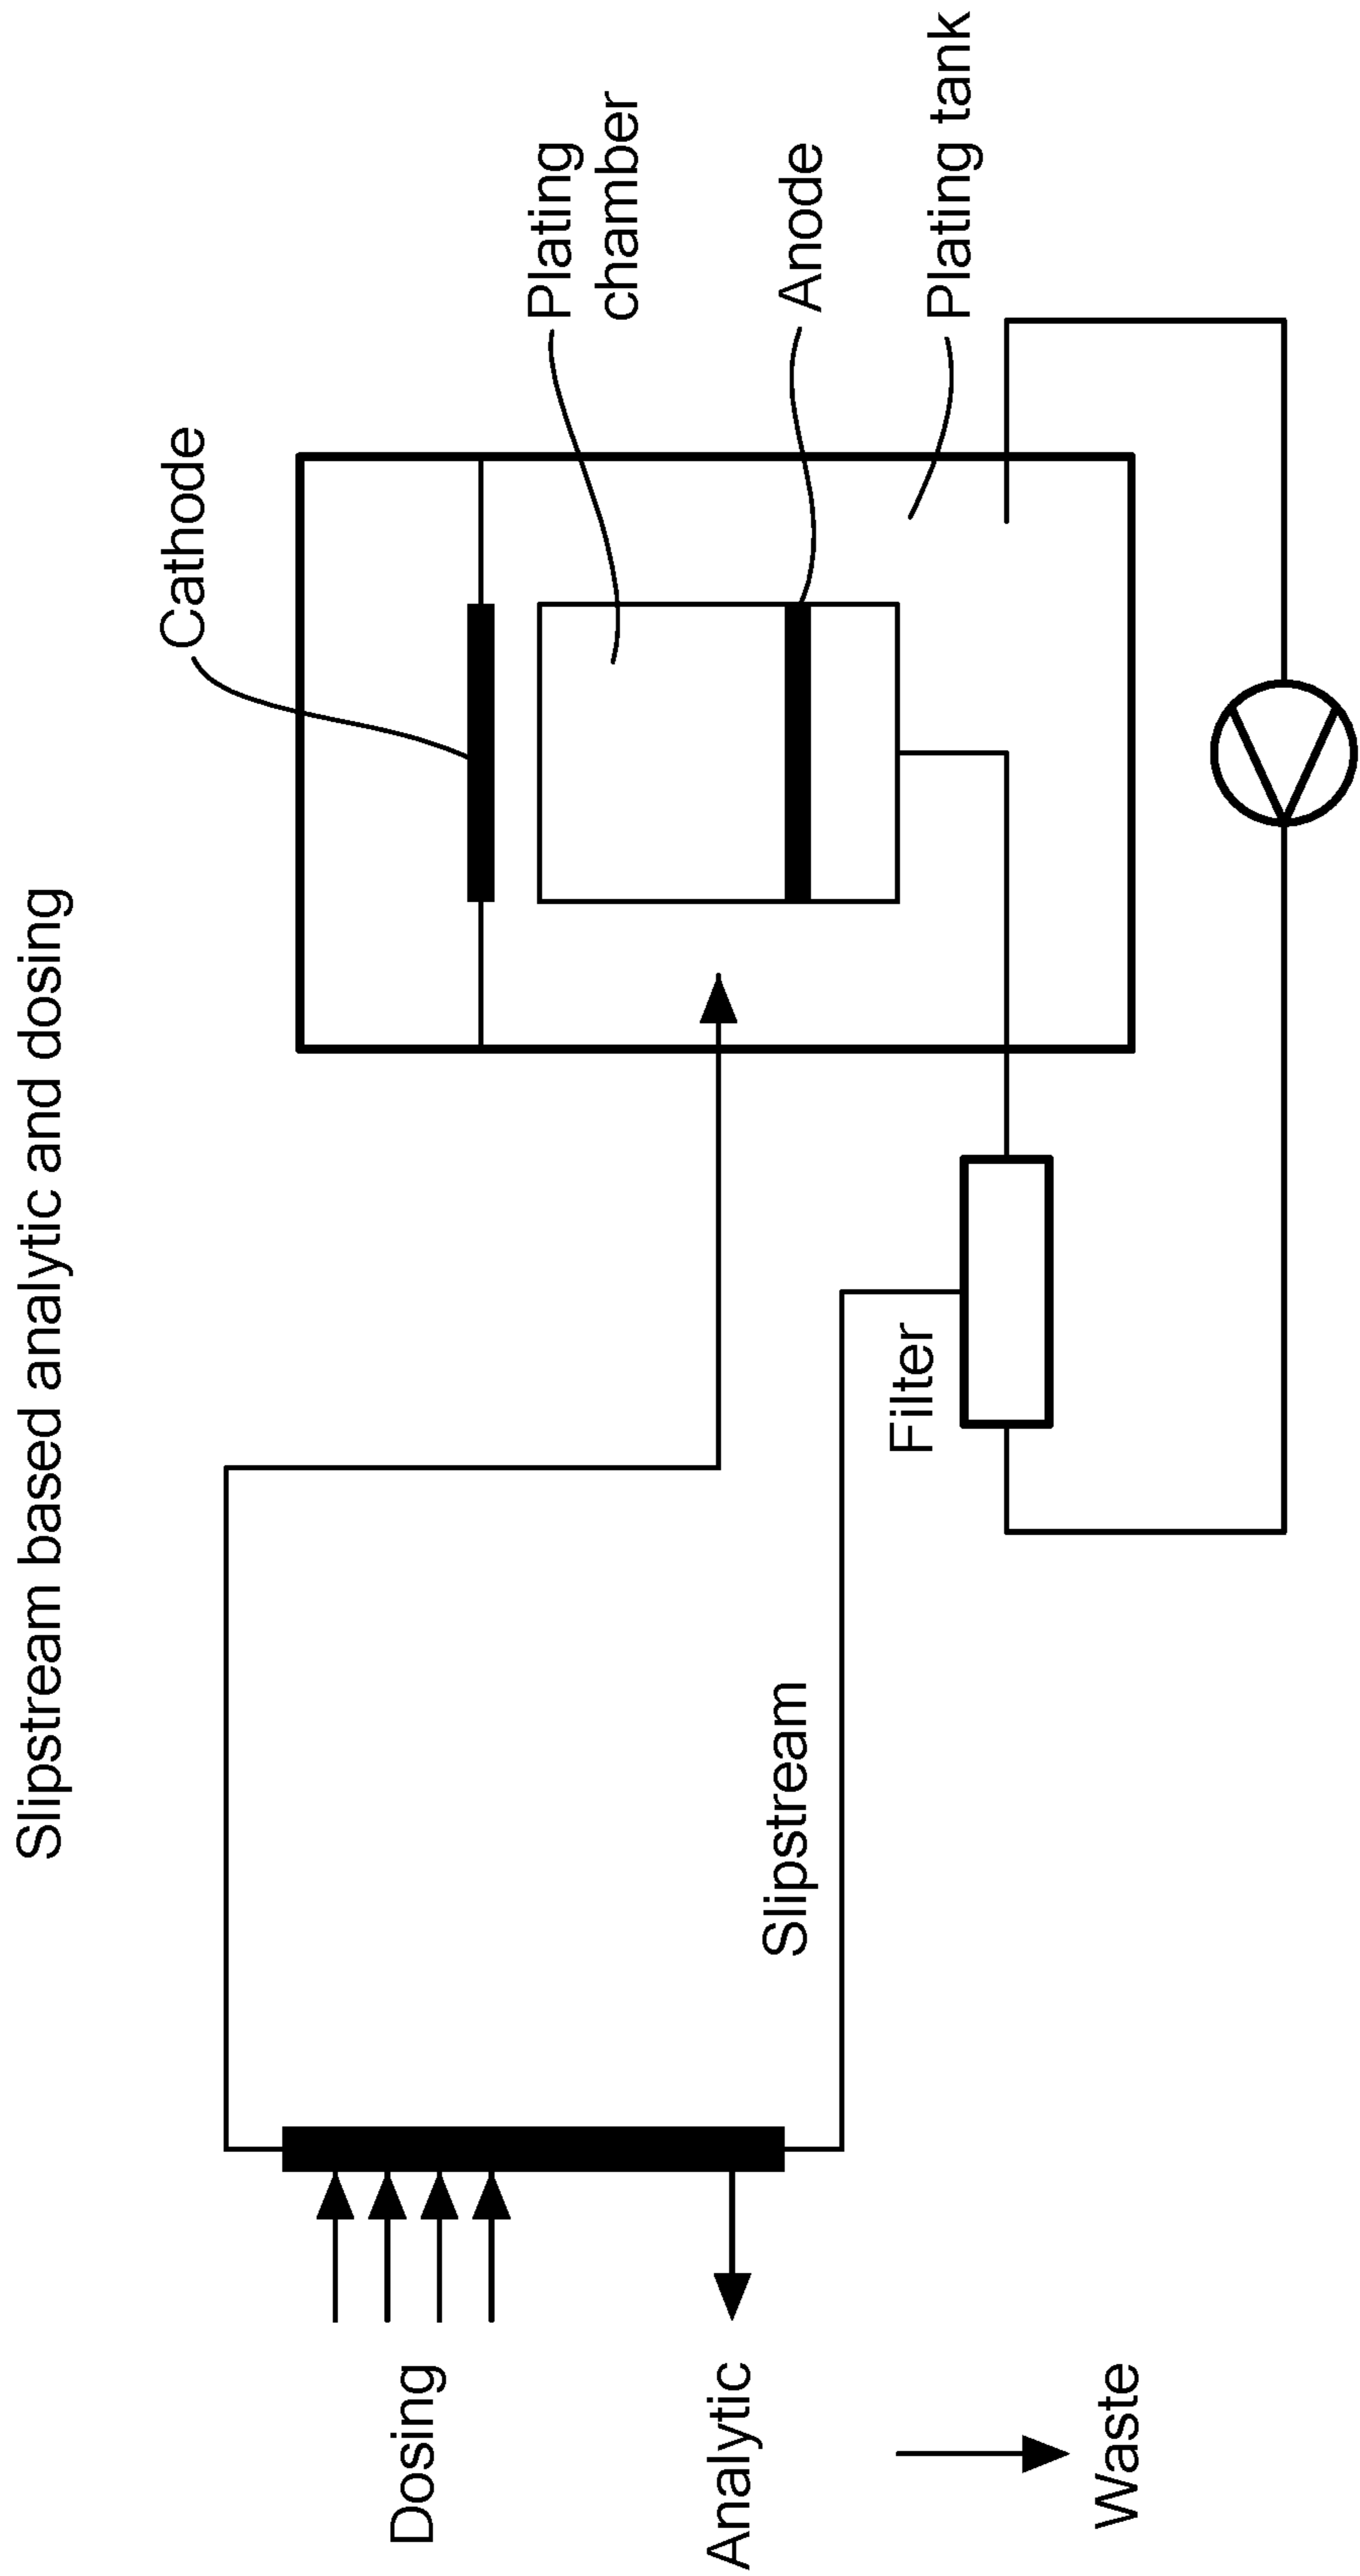 Slipstream based analytic and dosing
Cathode
Plating
chamber
Anode
Plating tank
Filter
Slipstream
Dosing
Analytic
Waste